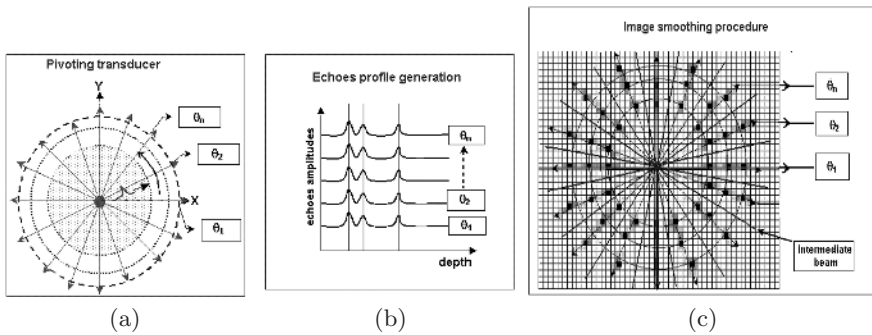 Pivoting transducer
Y
θn
θ2
X
θ1
(a)
Echoes profile generation
echoes amplitudes
θn
θ2
θ1
depth
(b)
Image smoothing procedure
θn
θ2
θ1
Intermediate
beam
(c)